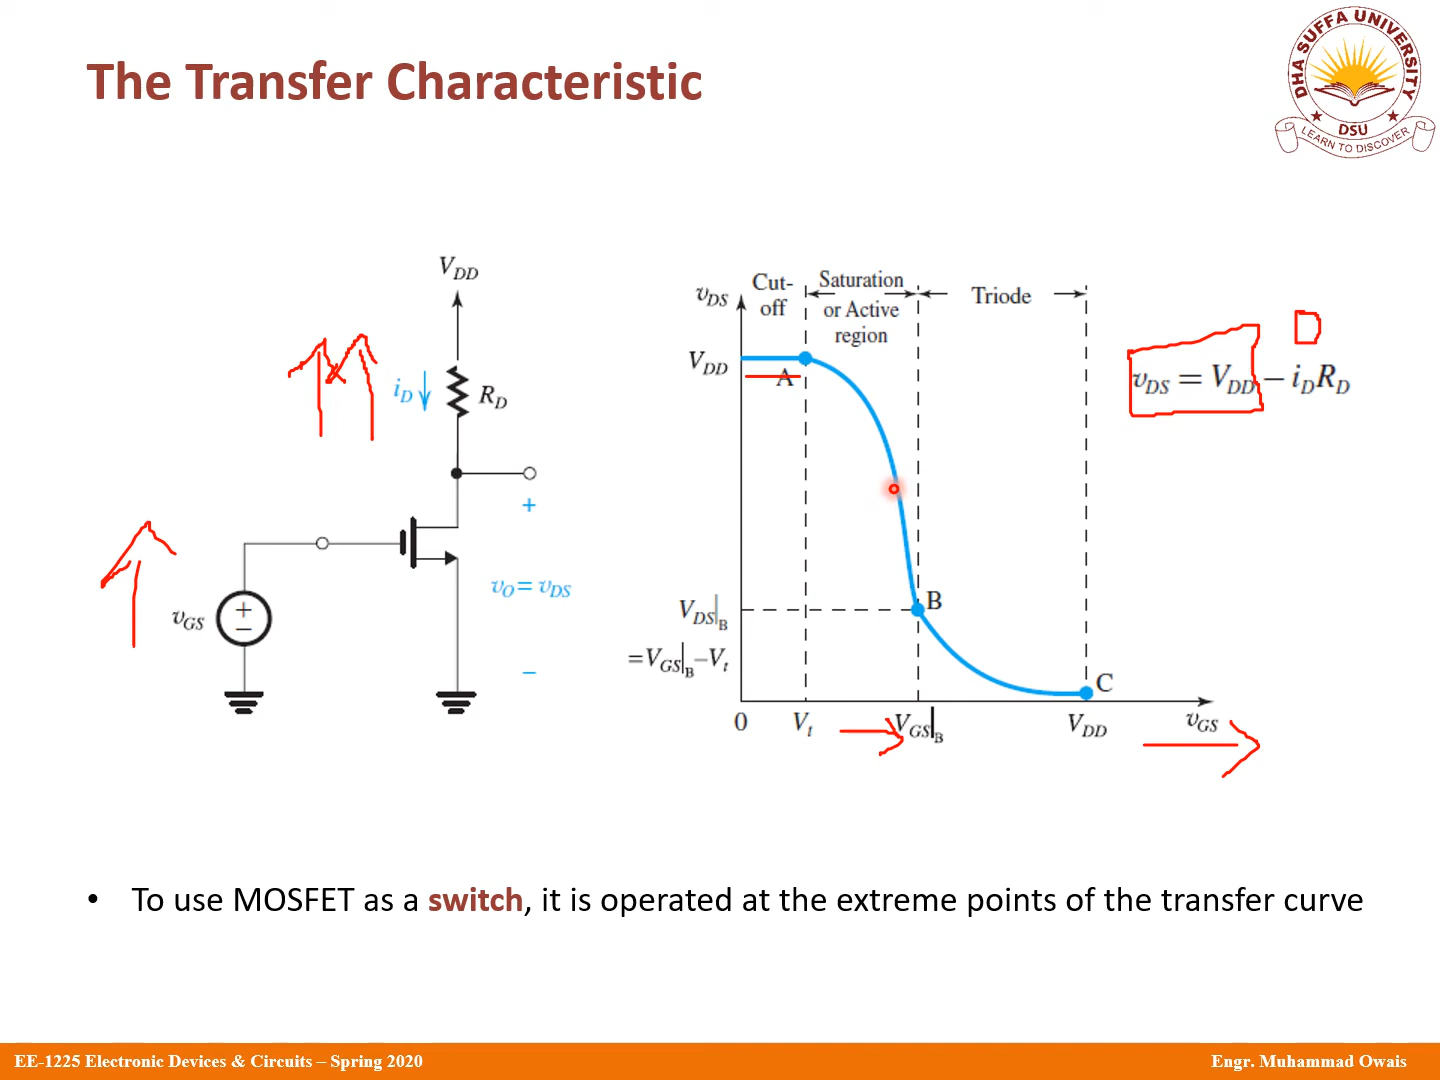 The Transfer Characteristic
DHA SUFFA UNIVERSITY
DSU
LEARN TO DISCOVER
V_DD
i_D
R_D
+
v_O = v_DS
−
v_GS
+
−
v_DS
Cut-
off
Saturation
or Active
region
Triode
V_DD
A
B
V_DS|_B
=V_GS|_B−V_t
C
0
V_t
V_GS|_B
V_DD
v_GS
0
v_DS = V_DD − i_D R_D
• To use MOSFET as a switch, it is operated at the extreme points of the transfer curve
EE-1225 Electronic Devices & Circuits – Spring 2020
Engr. Muhammad Owais